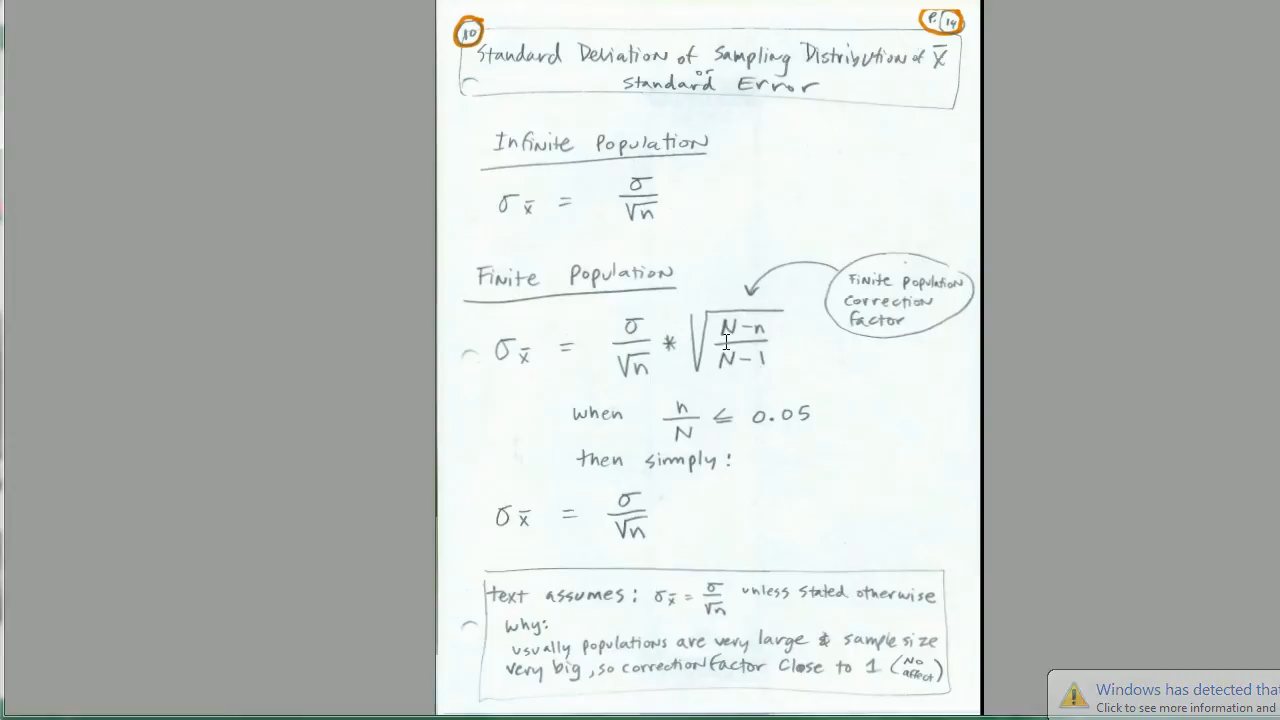 10
P. 14
Standard Deviation of Sampling Distribution of X̄
or
Standard Error
Infinite Population
σx̄ = σ/√n
Finite Population
Finite Population
Correction
Factor
σx̄ = σ/√n * √((N-n)/(N-1))
when n/N ≤ 0.05
then simply:
σx̄ = σ/√n
text assumes: σx̄ = σ/√n unless stated otherwise
Why:
usually populations are very large & sample size
very big, so correction Factor Close to 1 (No affect)
Windows has detected tha
Click to see more information and